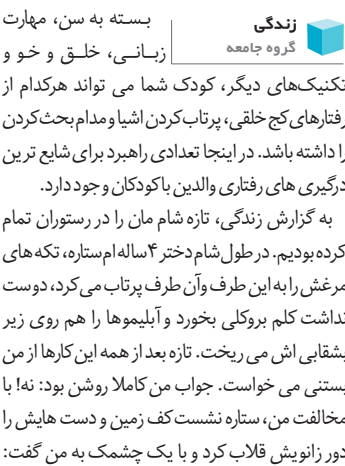 زندگی
گروه جامعه
بسته به سن، مهارت
زبانی، خلق و خو و
تکنیک‌های دیگر، کودک شما می تواند هرکدام از
رفتارهای کج خلقی، پرتاب کردن اشیا و مدام بحث کردن
را داشته باشد. در اینجا تعدادی راهبرد برای شایع ترین
درگیری های رفتاری والدین با کودکان وجود دارد.
به گزارش زندگی، تازه شام مان را در رستوران تمام
کرده بودیم. در طول شام دختر ۴ساله ام ستاره، تکه های
مرغش را به این طرف وآن طرف پرتاب می‌کرد، دوست
نداشت کلم بروکلی بخورد و آبلیموها را هم روی زیر
بشقابی اش می ریخت. تازه بعد از همه این کارها از من
بستنی می خواست. جواب من کاملا روشن بود: نه! با
مخالفت من، ستاره نشست کف زمین و دست هایش را
دور زانویش قلاب کرد و با یک چشمک به من گفت: